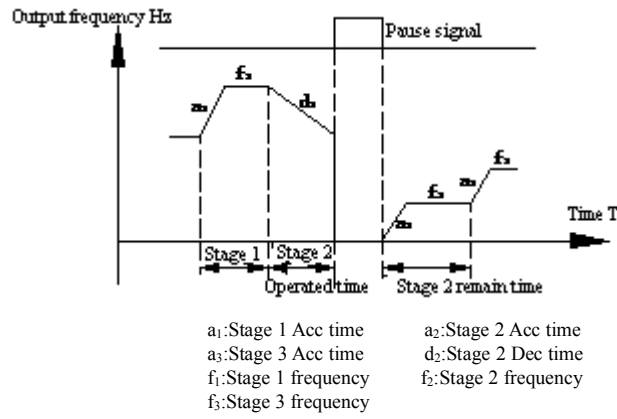 Output frequency Hz
Pause signal
Time T
Stage 1
Stage 2
Operated time
Stage 2 remain time
a₁:Stage 1 Acc time
a₂:Stage 2 Acc time
a₃:Stage 3 Acc time
d₂:Stage 2 Dec time
f₁:Stage 1 frequency
f₂:Stage 2 frequency
f₃:Stage 3 frequency